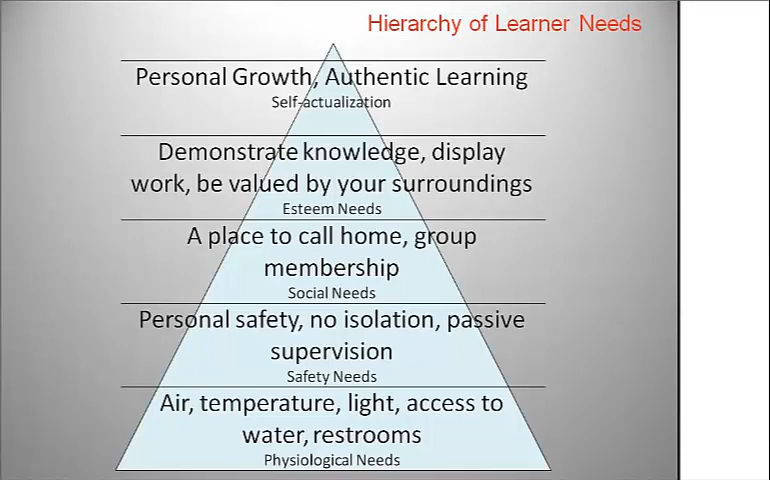 Hierarchy of Learner Needs
Personal Growth, Authentic Learning
Self-actualization
Demonstrate knowledge, display
work, be valued by your surroundings
Esteem Needs
A place to call home, group
membership
Social Needs
Personal safety, no isolation, passive
supervision
Safety Needs
Air, temperature, light, access to
water, restrooms
Physiological Needs